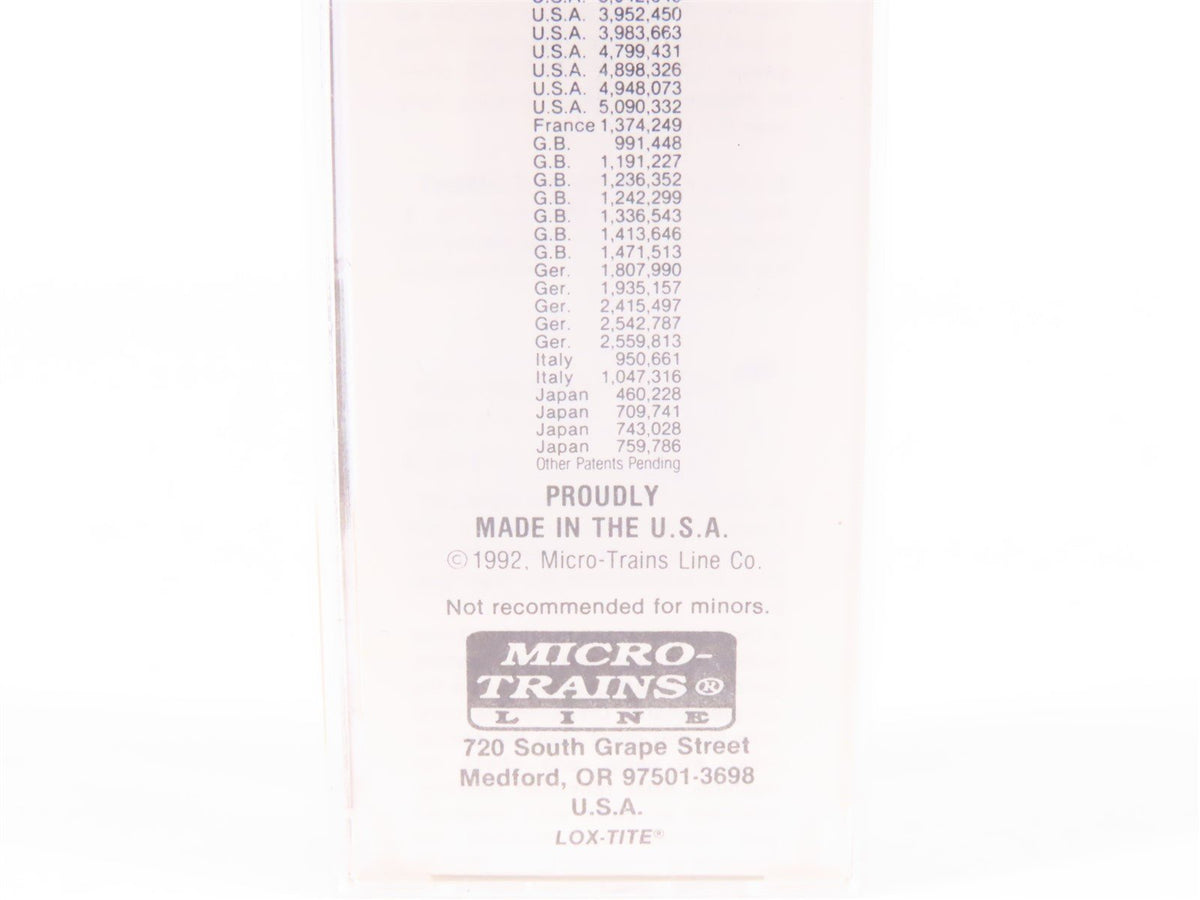 U.S.A. 3,952,450
U.S.A. 3,983,663
U.S.A. 4,799,431
U.S.A. 4,898,326
U.S.A. 4,948,073
U.S.A. 5,090,332
France 1,374,249
G.B. 991,448
G.B. 1,191,227
G.B. 1,236,352
G.B. 1,242,299
G.B. 1,336,543
G.B. 1,413,646
G.B. 1,471,513
Ger. 1,807,990
Ger. 1,935,157
Ger. 2,415,497
Ger. 2,542,787
Ger. 2,559,813
Italy 950,661
Italy 1,047,316
Japan 460,228
Japan 709,741
Japan 743,028
Japan 759,786
Other Patents Pending
PROUDLY
MADE IN THE U.S.A.
©1992, Micro-Trains Line Co.
Not recommended for minors.
MICRO-
TRAINS®
LINE
720 South Grape Street
Medford, OR 97501-3698
U.S.A.
LOX-TITE®